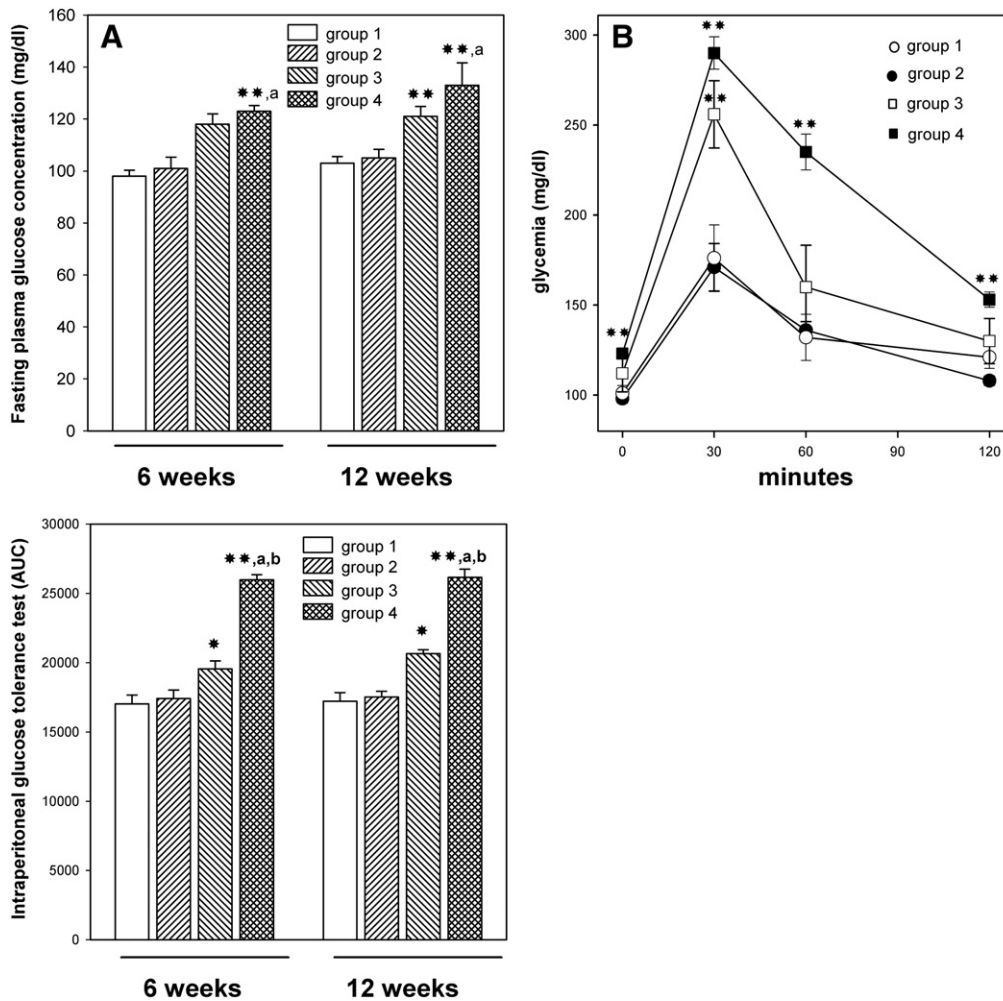 A
Fasting plasma glucose concentration (mg/dl)
160
140
120
100
80
60
40
20
0
group 1
group 2
group 3
group 4
✷✷,a
✷✷
✷✷,a
6 weeks
12 weeks
B
glycemia (mg/dl)
300
250
200
150
100
group 1
group 2
group 3
group 4
✷✷
✷✷
✷✷
✷✷
✷✷
0
30
60
90
120
minutes
Intraperitoneal glucose tolerance test (AUC)
30000
25000
20000
15000
10000
5000
0
group 1
group 2
group 3
group 4
✷
✷✷,a,b
✷
✷✷,a,b
6 weeks
12 weeks